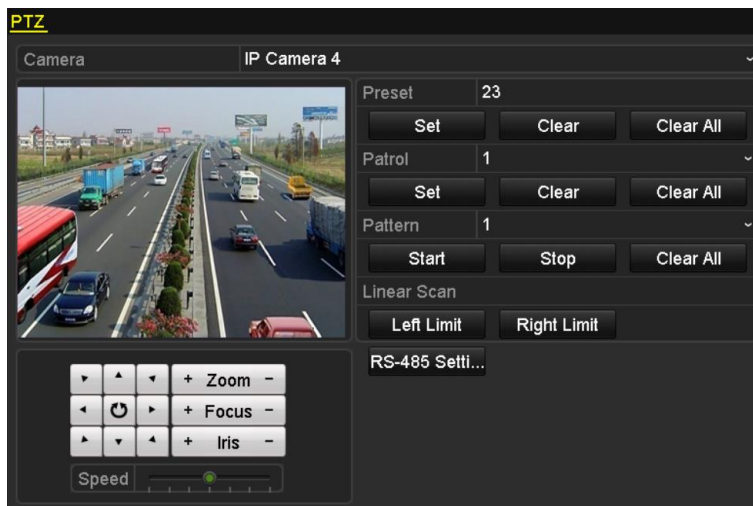 PTZ
Camera IP Camera 4
Preset 23
Set Clear Clear All
Patrol 1
Set Clear Clear All
Pattern 1
Start Stop Clear All
Linear Scan
Left Limit Right Limit
RS-485 Setti...
+ Zoom -
+ Focus -
+ Iris -
Speed